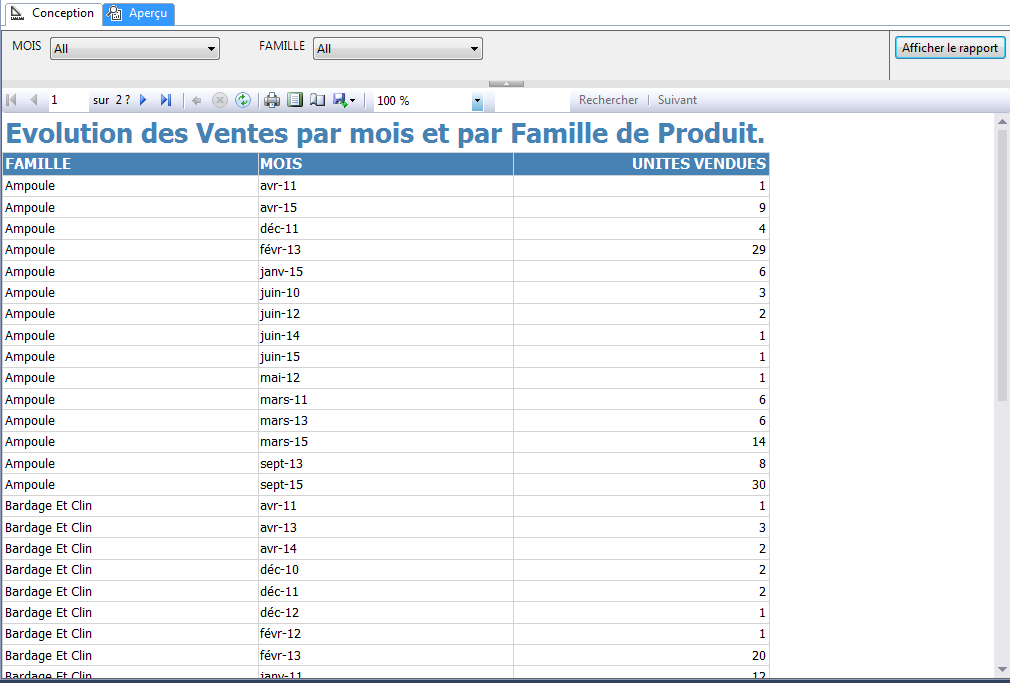 Conception Aperçu
MOIS All FAMILLE All Afficher le rapport
1 sur 2 ? 100 % Rechercher | Suivant
Evolution des Ventes par mois et par Famille de Produit.
FAMILLE MOIS UNITES VENDUES
Ampoule avr-11 1
Ampoule avr-15 9
Ampoule déc-11 4
Ampoule févr-13 29
Ampoule janv-15 6
Ampoule juin-10 3
Ampoule juin-12 2
Ampoule juin-14 1
Ampoule juin-15 1
Ampoule mai-12 1
Ampoule mars-11 6
Ampoule mars-13 6
Ampoule mars-15 14
Ampoule sept-13 8
Ampoule sept-15 30
Bardage Et Clin avr-11 1
Bardage Et Clin avr-13 3
Bardage Et Clin avr-14 2
Bardage Et Clin déc-10 2
Bardage Et Clin déc-11 2
Bardage Et Clin déc-12 1
Bardage Et Clin févr-12 1
Bardage Et Clin févr-13 20
Bardage Et Clin janv-11 12